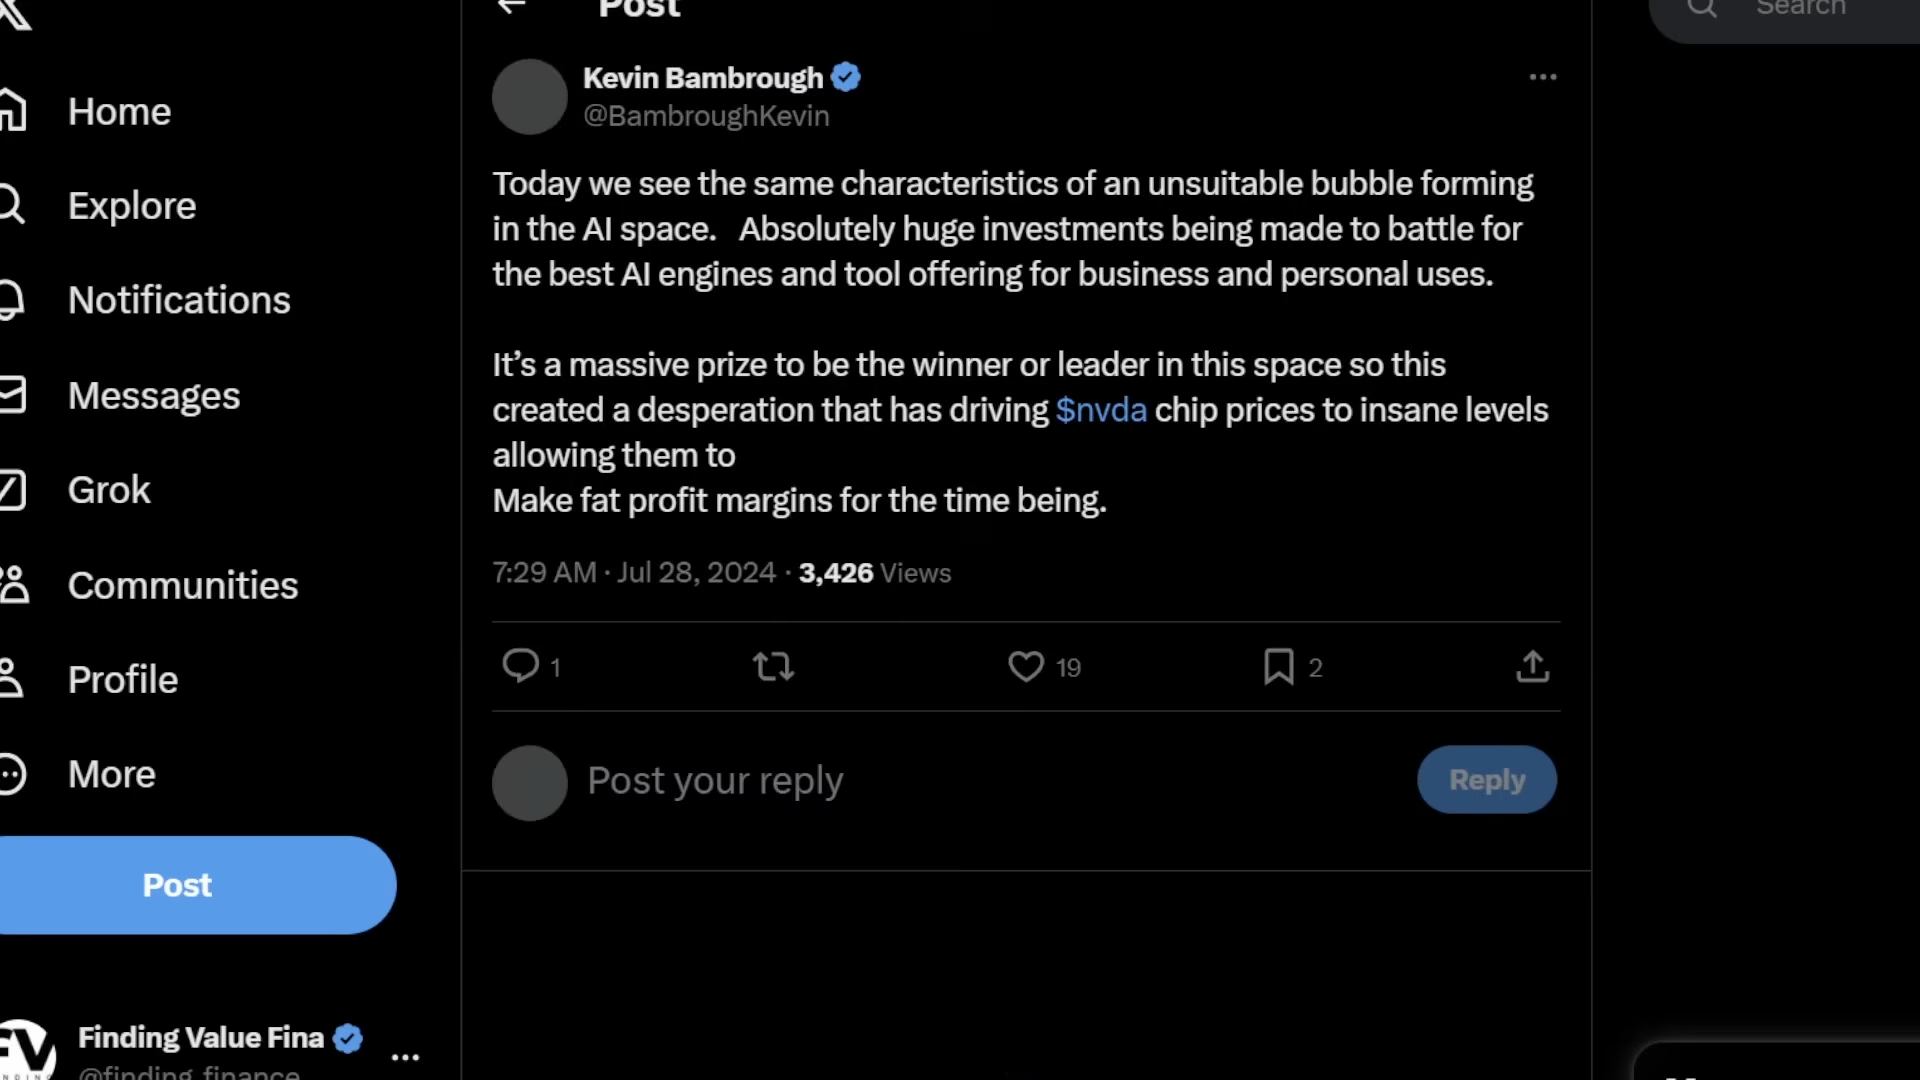 Post
Search
Kevin Bambrough
@BambroughKevin
Home
Explore
Notifications
Messages
Grok
Communities
Profile
More
Post
Today we see the same characteristics of an unsuitable bubble forming
in the AI space.   Absolutely huge investments being made to battle for
the best AI engines and tool offering for business and personal uses.
It’s a massive prize to be the winner or leader in this space so this
created a desperation that has driving $nvda chip prices to insane levels
allowing them to
Make fat profit margins for the time being.
7:29 AM · Jul 28, 2024 · 3,426 Views
1
19
2
Post your reply
Reply
Finding Value Fina
@finding_finance